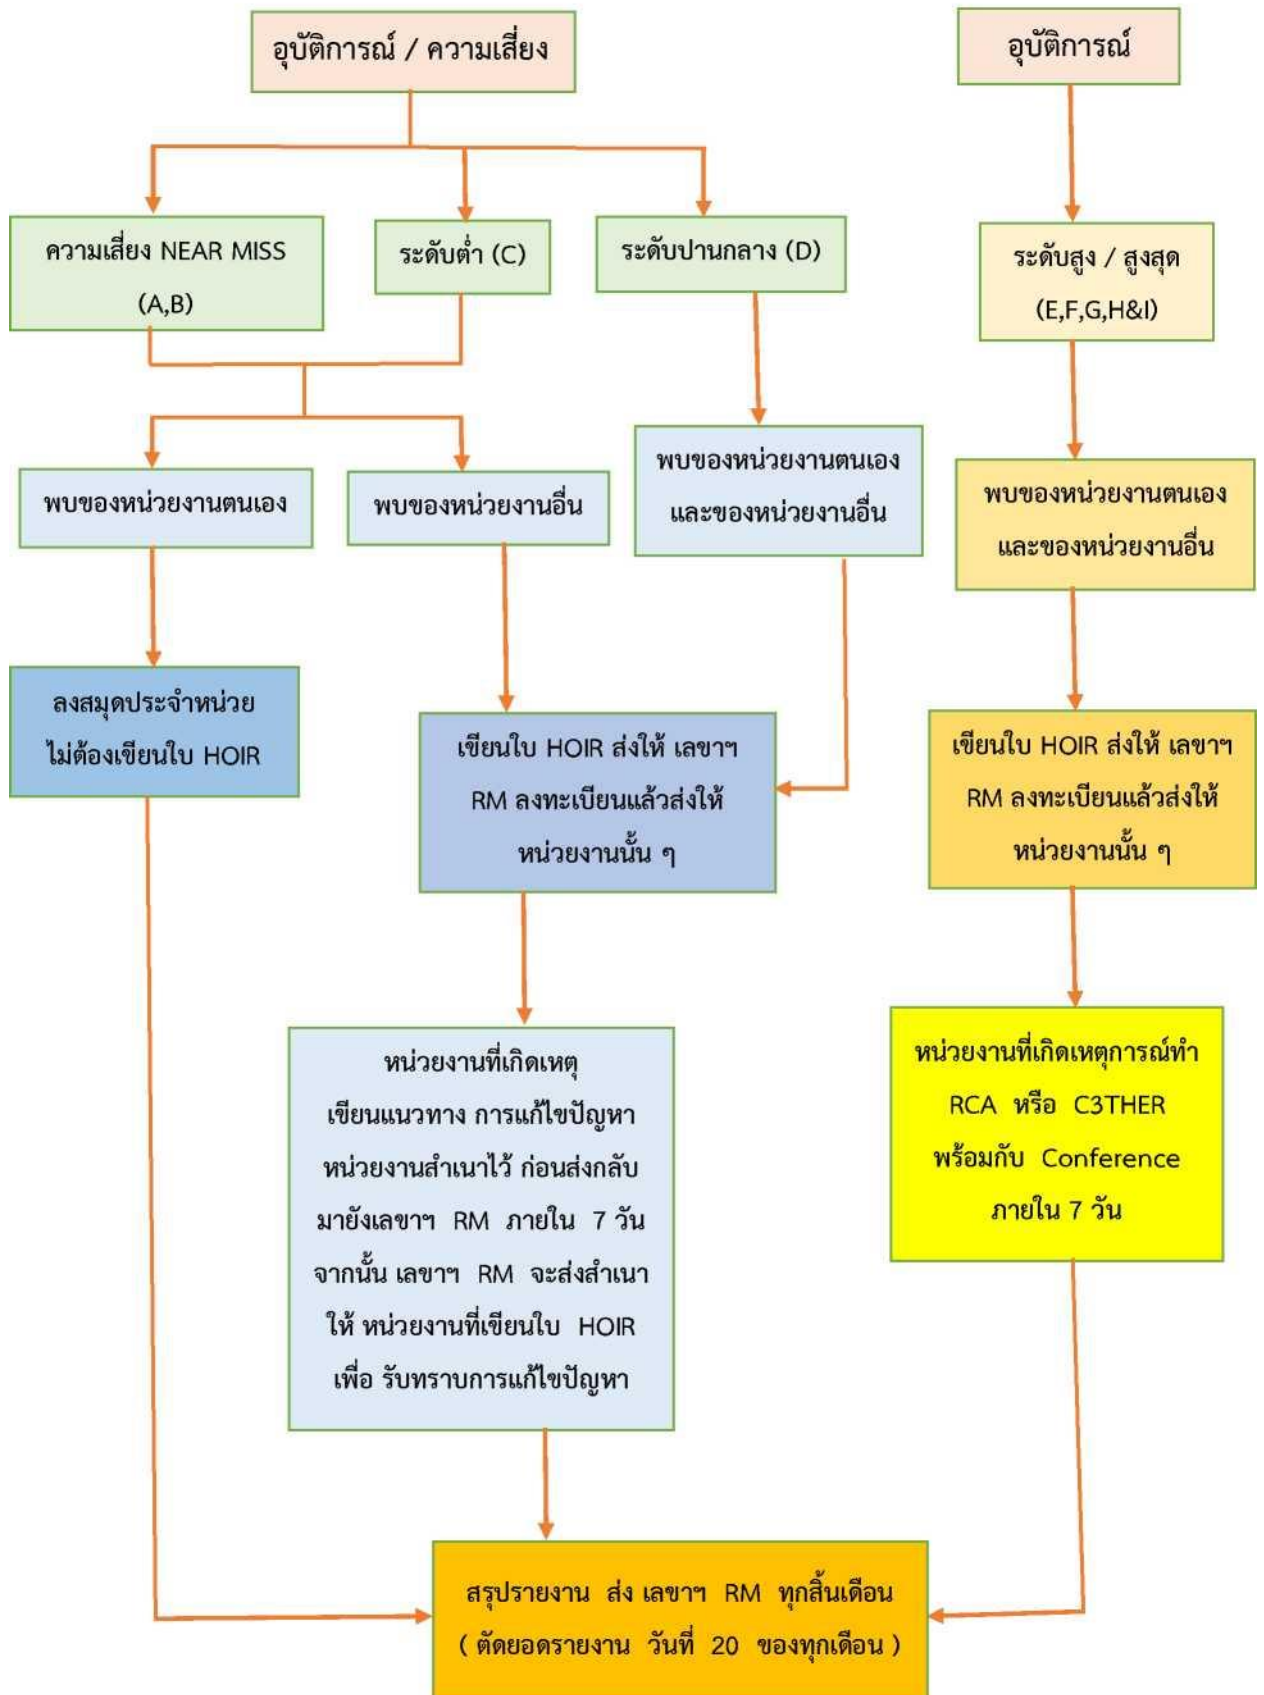 อุบัติการณ์ / ความเสี่ยง
อุบัติการณ์
ความเสี่ยง NEAR MISS
(A,B)
ระดับต่ำ (C)
ระดับปานกลาง (D)
ระดับสูง / สูงสุด
(E,F,G,H&I)
พบของหน่วยงานตนเอง
พบของหน่วยงานอื่น
พบของหน่วยงานตนเอง
และของหน่วยงานอื่น
พบของหน่วยงานตนเอง
และของหน่วยงานอื่น
ลงสมุดประจำหน่วย
ไม่ต้องเขียนใบ HOIR
เขียนใบ HOIR ส่งให้ เลขาฯ
RM ลงทะเบียนแล้วส่งให้
หน่วยงานนั้น ๆ
เขียนใบ HOIR ส่งให้ เลขาฯ
RM ลงทะเบียนแล้วส่งให้
หน่วยงานนั้น ๆ
หน่วยงานที่เกิดเหตุ
เขียนแนวทาง การแก้ไขปัญหา
หน่วยงานสำเนาไว้ ก่อนส่งกลับ
มายังเลขาฯ RM ภายใน 7 วัน
จากนั้น เลขาฯ RM จะส่งสำเนา
ให้ หน่วยงานที่เขียนใบ HOIR
เพื่อ รับทราบการแก้ไขปัญหา
หน่วยงานที่เกิดเหตุการณ์ทำ
RCA หรือ C3THER
พร้อมกับ Conference
ภายใน 7 วัน
สรุปรายงาน ส่ง เลขาฯ RM ทุกสิ้นเดือน
( ตัดยอดรายงาน วันที่ 20 ของทุกเดือน )